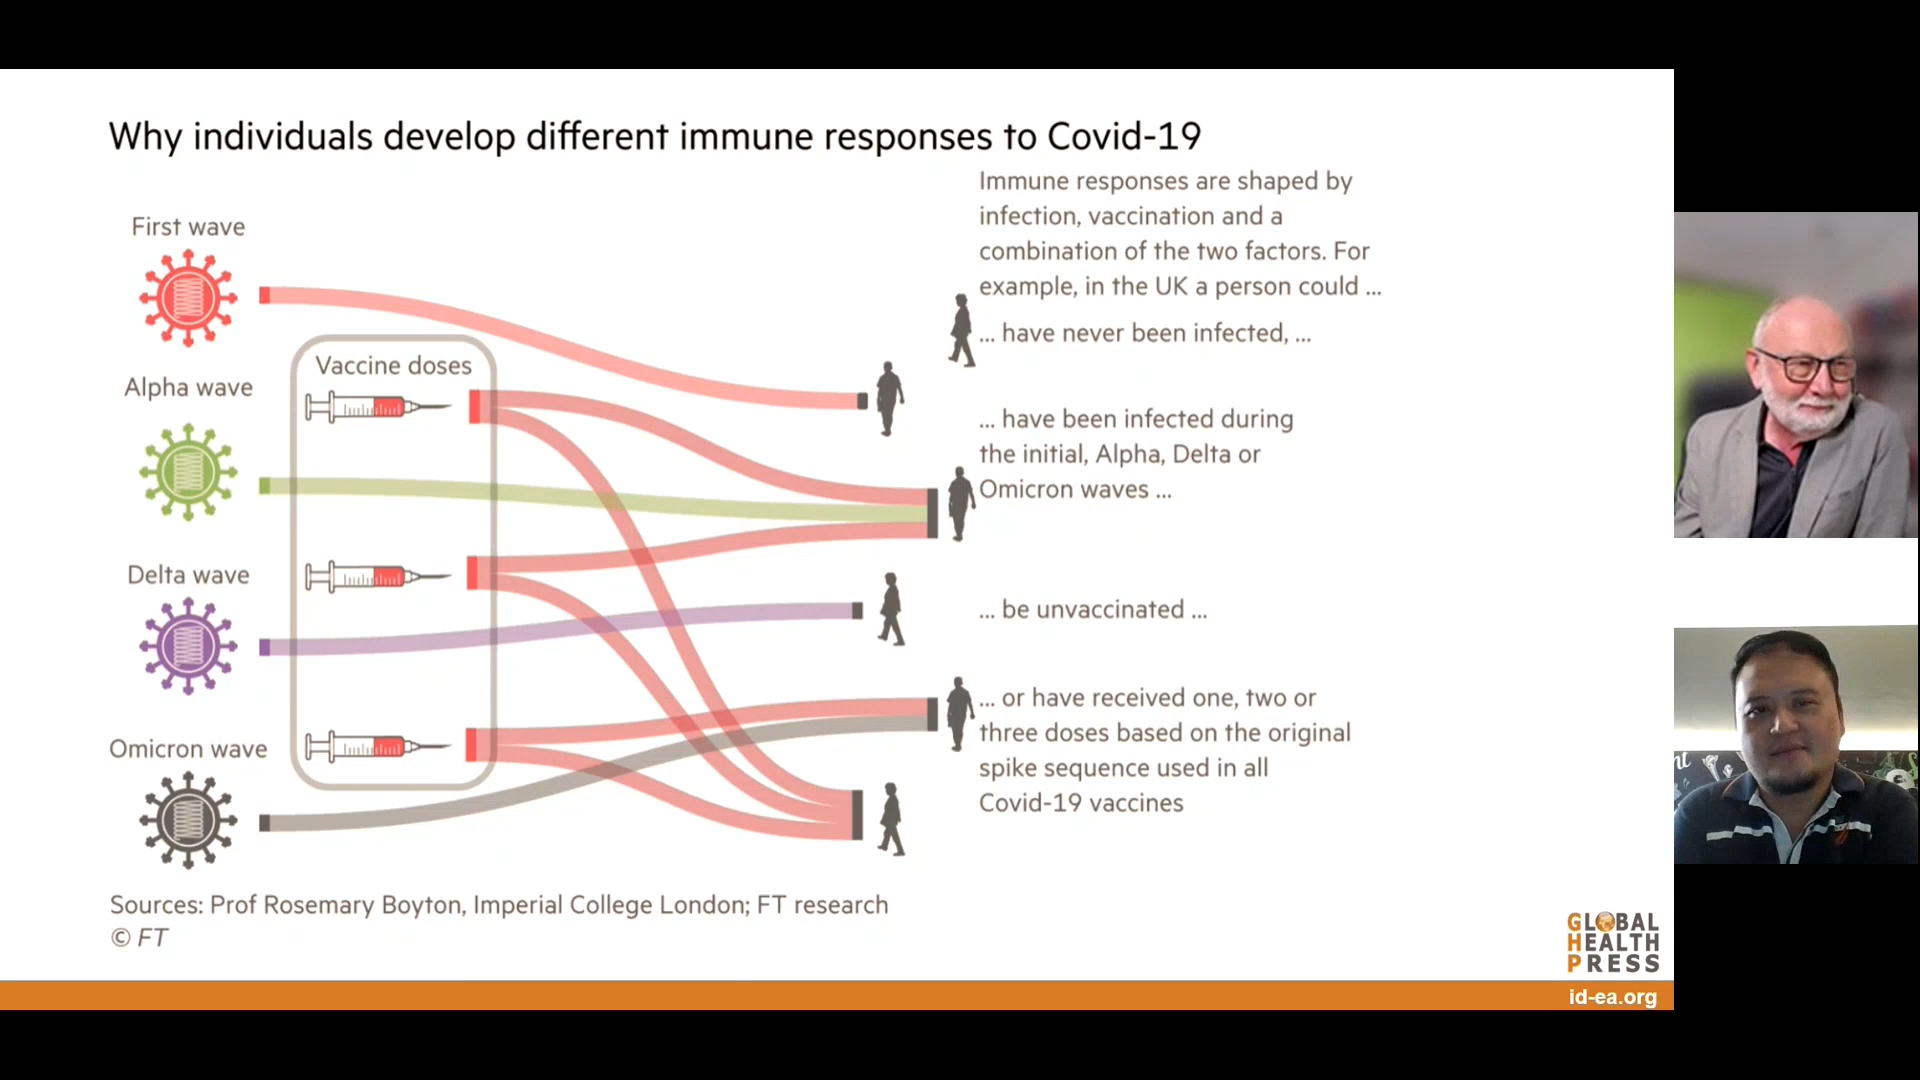 Why individuals develop different immune responses to Covid-19
Immune responses are shaped by
infection, vaccination and a
combination of the two factors. For
example, in the UK a person could ...
... have never been infected, ...
... have been infected during
the initial, Alpha, Delta or
Omicron waves ...
... be unvaccinated ...
... or have received one, two or
three doses based on the original
spike sequence used in all
Covid-19 vaccines
First wave
Vaccine doses
Alpha wave
Delta wave
Omicron wave
Sources: Prof Rosemary Boyton, Imperial College London; FT research
© FT
GLOBAL
HEALTH
PRESS
id-ea.org